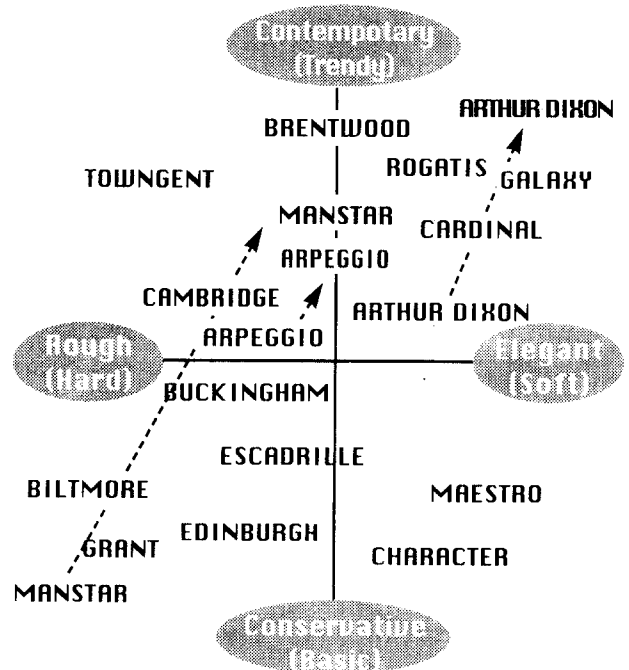 Contempotary
(Trendy)
ARTHUR DIXON
BRENTWOOD
ROGATIS
GALAXY
TOWNGENT
MANSTAR
CARDINAL
ARPEGGIO
CAMBRIDGE
ARTHUR DIXON
ARPEGGIO
Rough
(Hard)
Elegant
(Soft)
BUCKINGHAM
ESCADRILLE
BILTMORE
MAESTRO
EDINBURGH
GRANT
CHARACTER
MANSTAR
Conservative
(Basic)